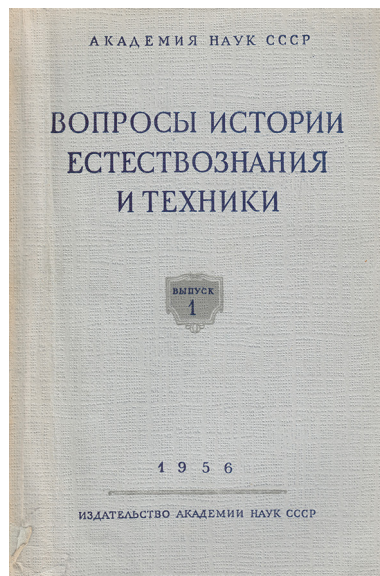 АКАДЕМИЯ НАУК СССР
ВОПРОСЫ ИСТОРИИ
ЕСТЕСТВОЗНАНИЯ
И ТЕХНИКИ
ВЫПУСК
1
1956
ИЗДАТЕЛЬСТВО АКАДЕМИИ НАУК СССР